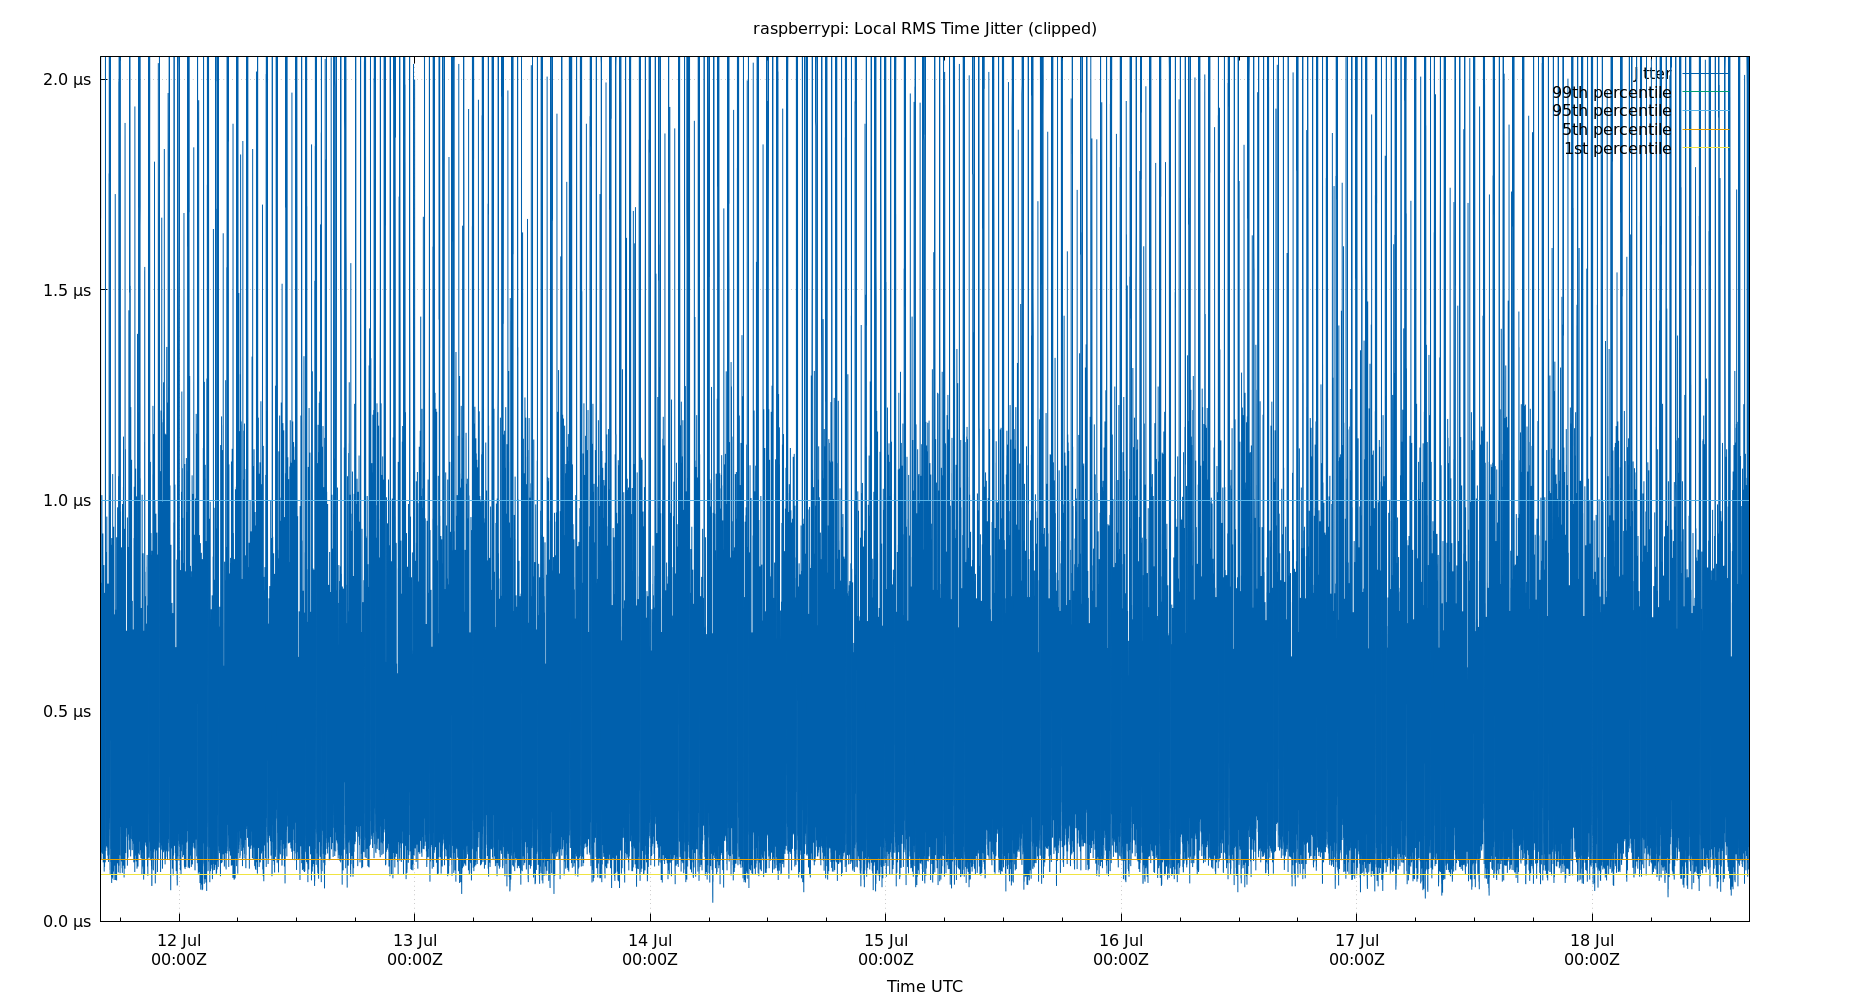 raspberrypi: Local RMS Time Jitter (clipped)
2.0 µs
1.5 µs
1.0 µs
0.5 µs
0.0 µs
Jitter
99th percentile
95th percentile
5th percentile
1st percentile
12 Jul
00:00Z
13 Jul
00:00Z
14 Jul
00:00Z
15 Jul
00:00Z
16 Jul
00:00Z
17 Jul
00:00Z
18 Jul
00:00Z
Time UTC